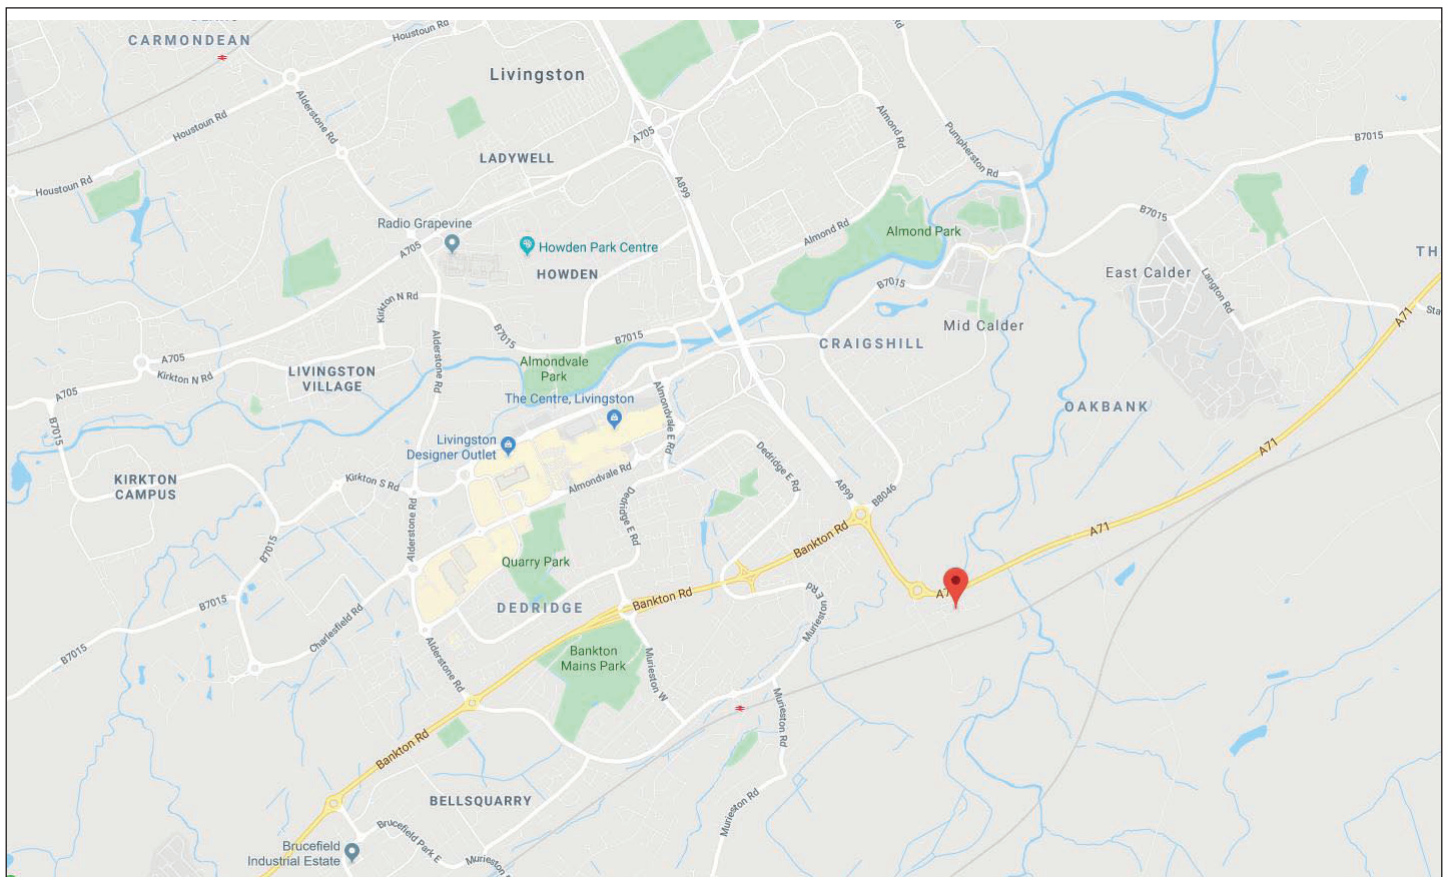 CARMONDEAN
Houstoun Rd
Livingston
Alderstone Rd
Houstoun Rd
A705
Almond Rd
Pumpherston Rd
B7015
LADYWELL
Houstoun Rd
A899
Radio Grapevine
A705
Howden Park Centre
HOWDEN
Almond Rd
Almond Park
B7015
TH
East Calder
Langton Rd
B7015
Kirkton N Rd
B7015
B7015
Mid Calder
A71
Sta
Alderstone Rd
CRAIGSHILL
A705
Kirkton N Rd
LIVINGSTON
VILLAGE
Almondvale
Park
A705
The Centre, Livingston
Almondvale E Rd
OAKBANK
B7015
Livingston
Designer Outlet
A71
KIRKTON
CAMPUS
Kirkton S Rd
Almondvale Rd
Dedridge E Rd
A899
B8046
Dedridge E Rd
Alderstone Rd
A71
Bankton Rd
B7015
Quarry Park
B7015
DEDRIDGE
Bankton Rd
Murieston E Rd
A7
Charlesfield Rd
B7015
Alderstone Rd
Bankton
Mains Park
Murieston W
Murieston Rd
Bankton Rd
BELLSQUARRY
Murieston Rd
Brucefield Park E
Brucefield
Industrial Estate
Murieston